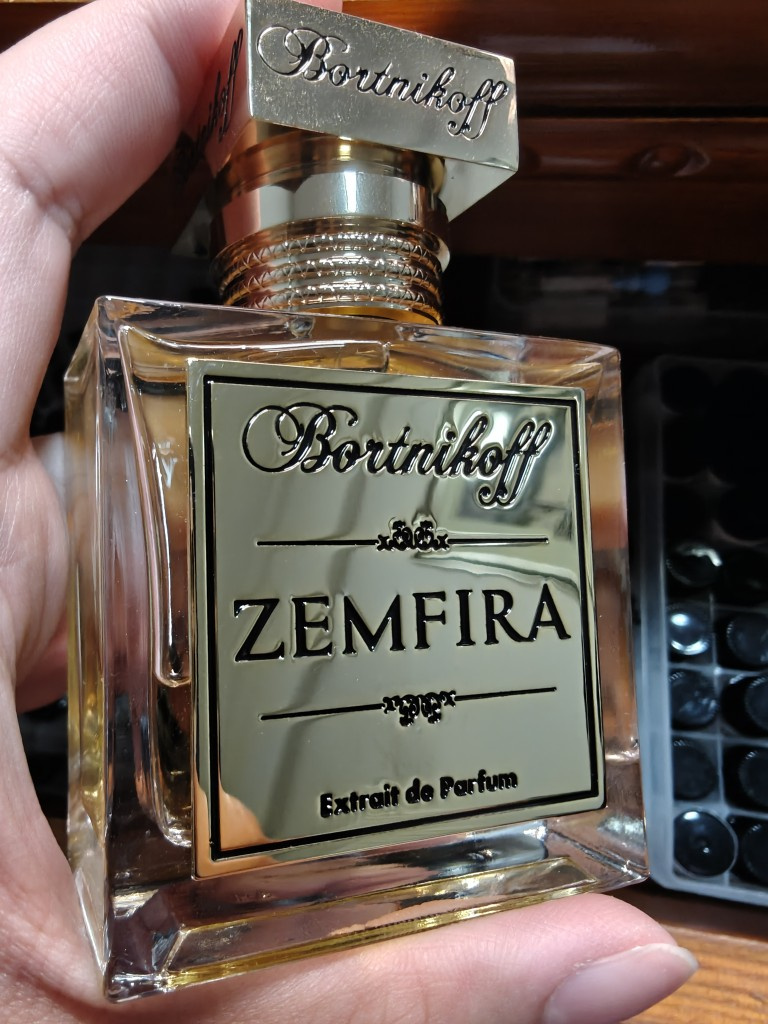 Bortnikoff
Bortnikoff
ZEMFIRA
Extrait de Parfum